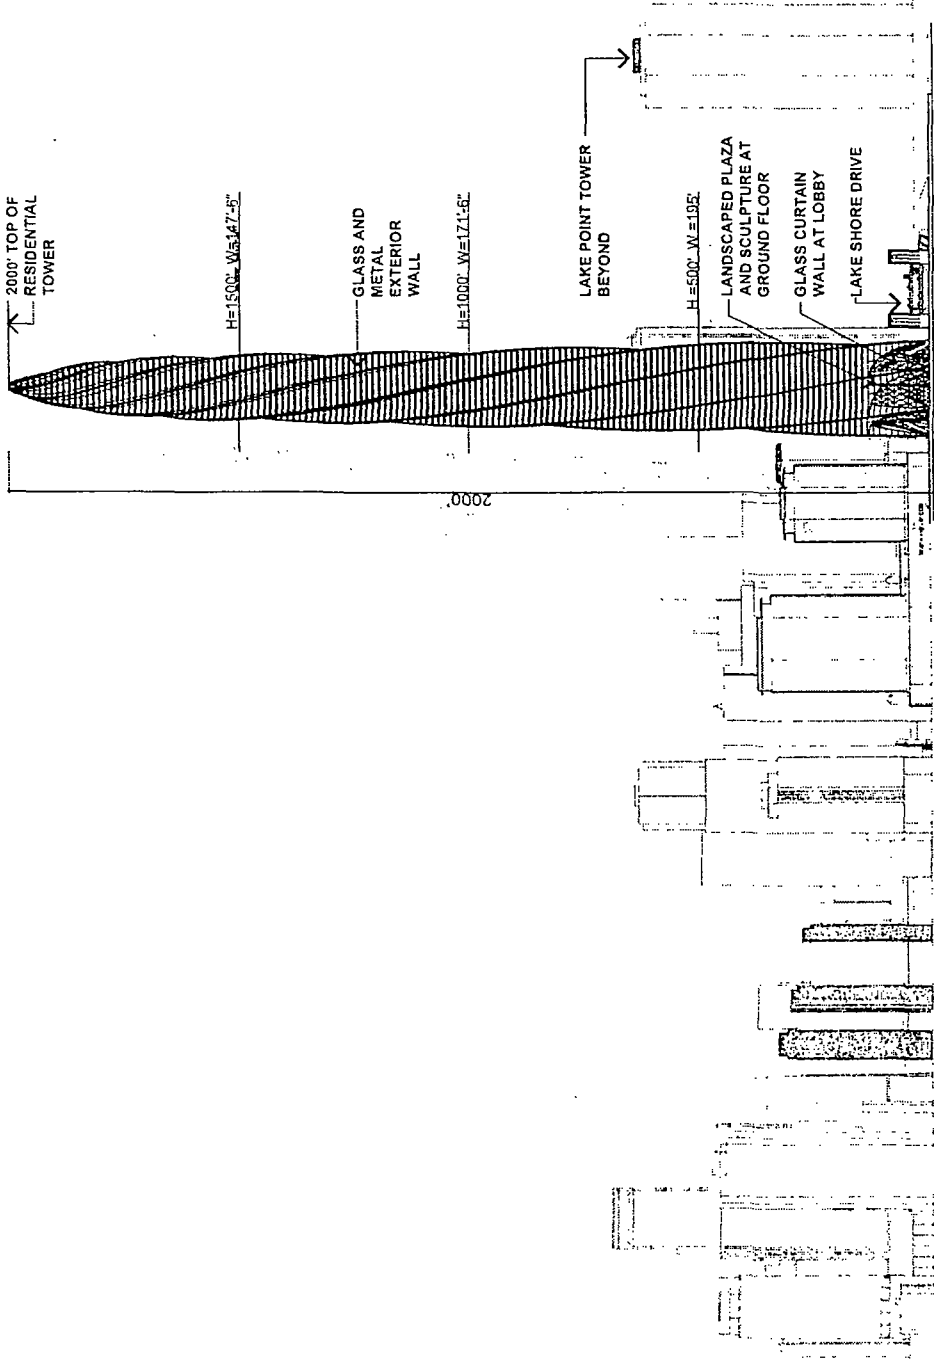 2000' TOP OF
RESIDENTIAL
TOWER
H=1500' W=147'-6"
GLASS AND
METAL
EXTERIOR
WALL
H=1000' W=171'-6"
LAKE POINT TOWER
BEYOND
H =500' W =195'
LANDSCAPED PLAZA
AND SCULPTURE AT
GROUND FLOOR
GLASS CURTAIN
WALL AT LOBBY
LAKE SHORE DRIVE
2000'